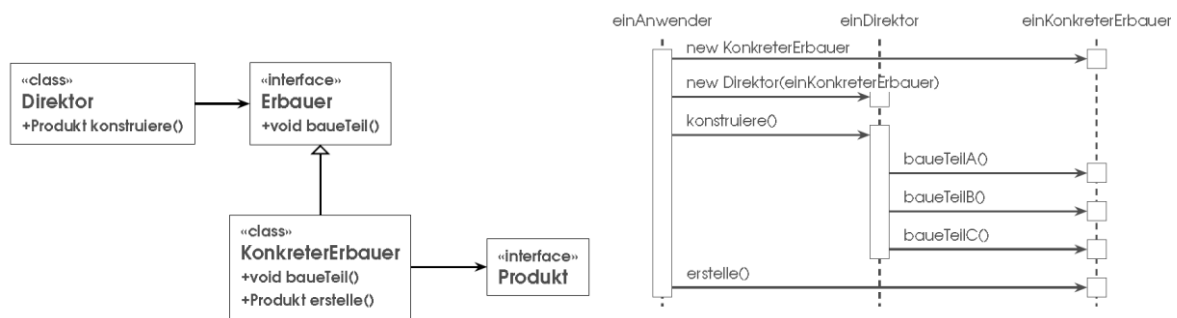 «class»
Direktor
+Produkt konstruiere()
«interface»
Erbauer
+void baueTeil()
«class»
KonkreterErbauer
+void baueTeil()
+Produkt erstelle()
«interface»
Produkt
einAnwender
einDirektor
einKonkreterErbauer
new KonkreterErbauer
new Direktor(einKonkreterErbauer)
konstruiere()
baueTeilA()
baueTeilB()
baueTeilC()
erstelle()